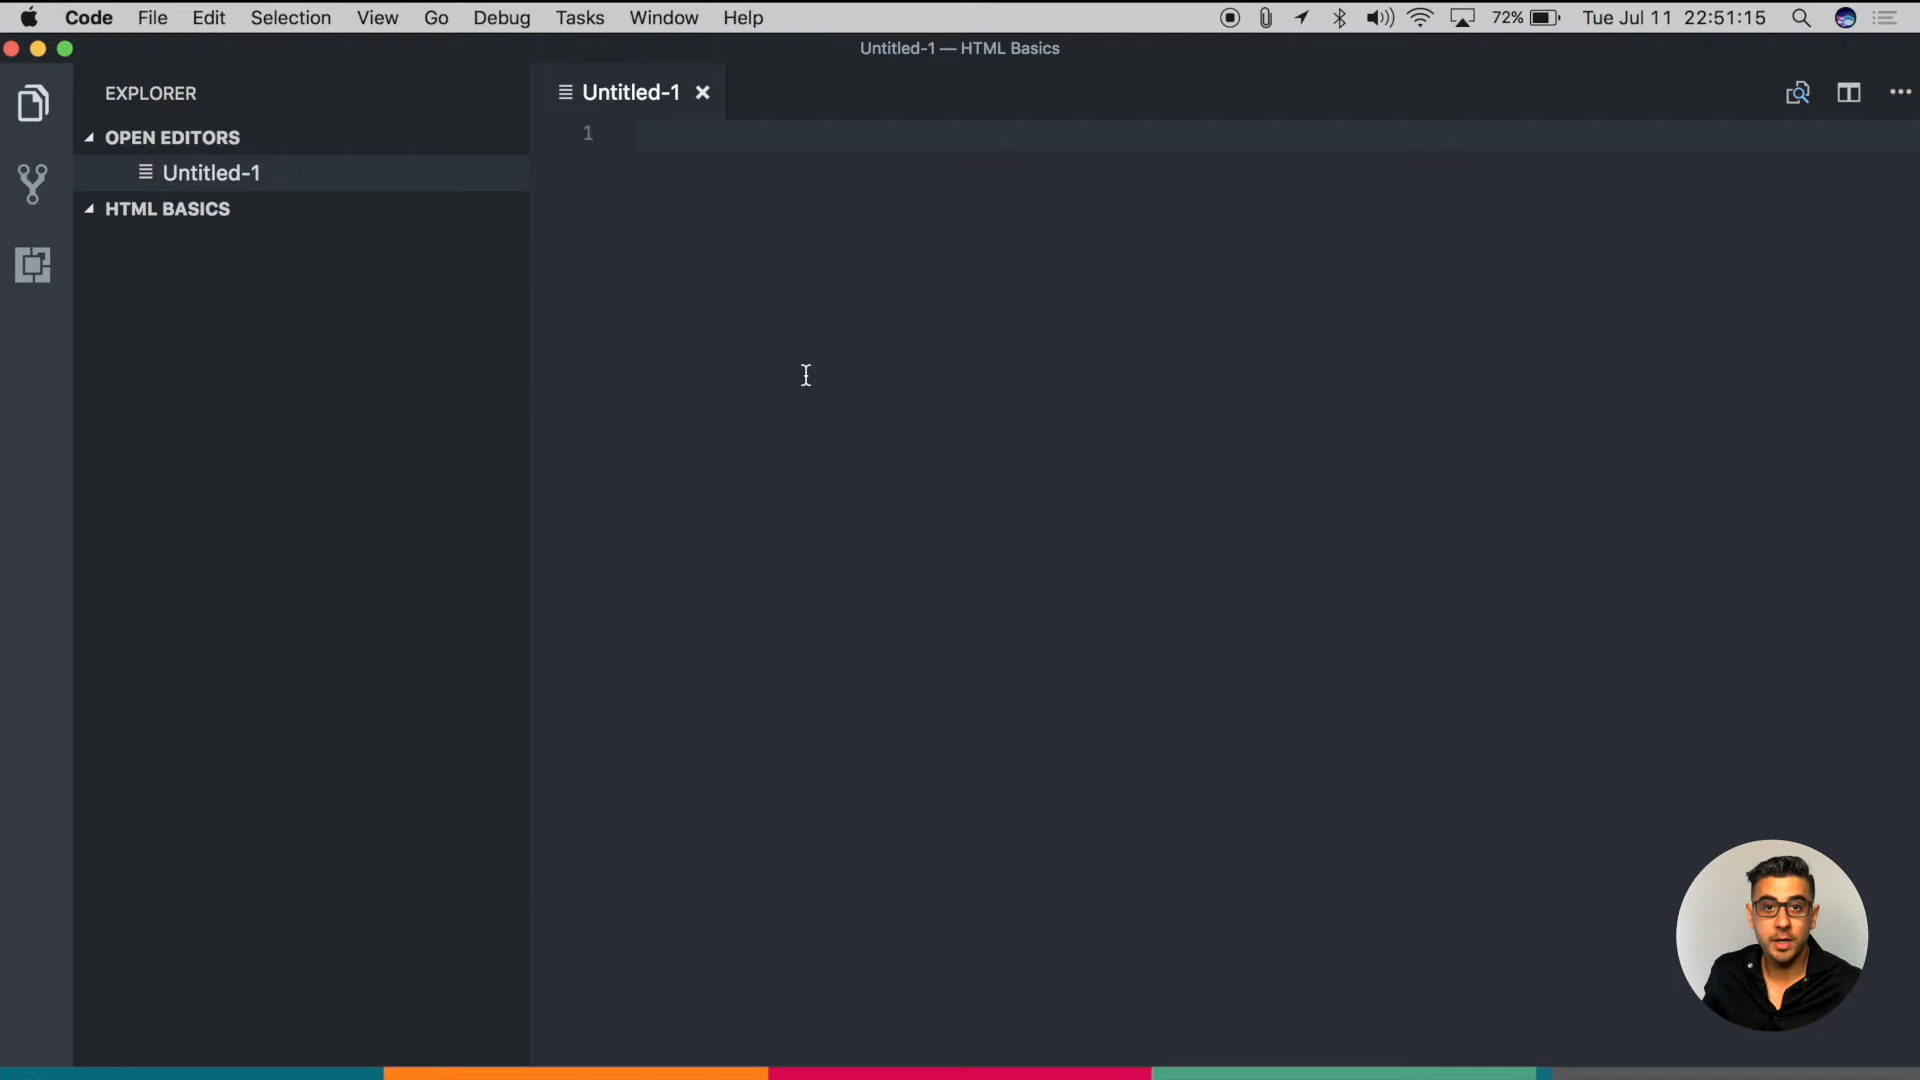 Code File Edit Selection View Go Debug Tasks Window Help 72% Tue Jul 11 22:51:15
Untitled-1 — HTML Basics
EXPLORER
Untitled-1
OPEN EDITORS
1
Untitled-1
HTML BASICS